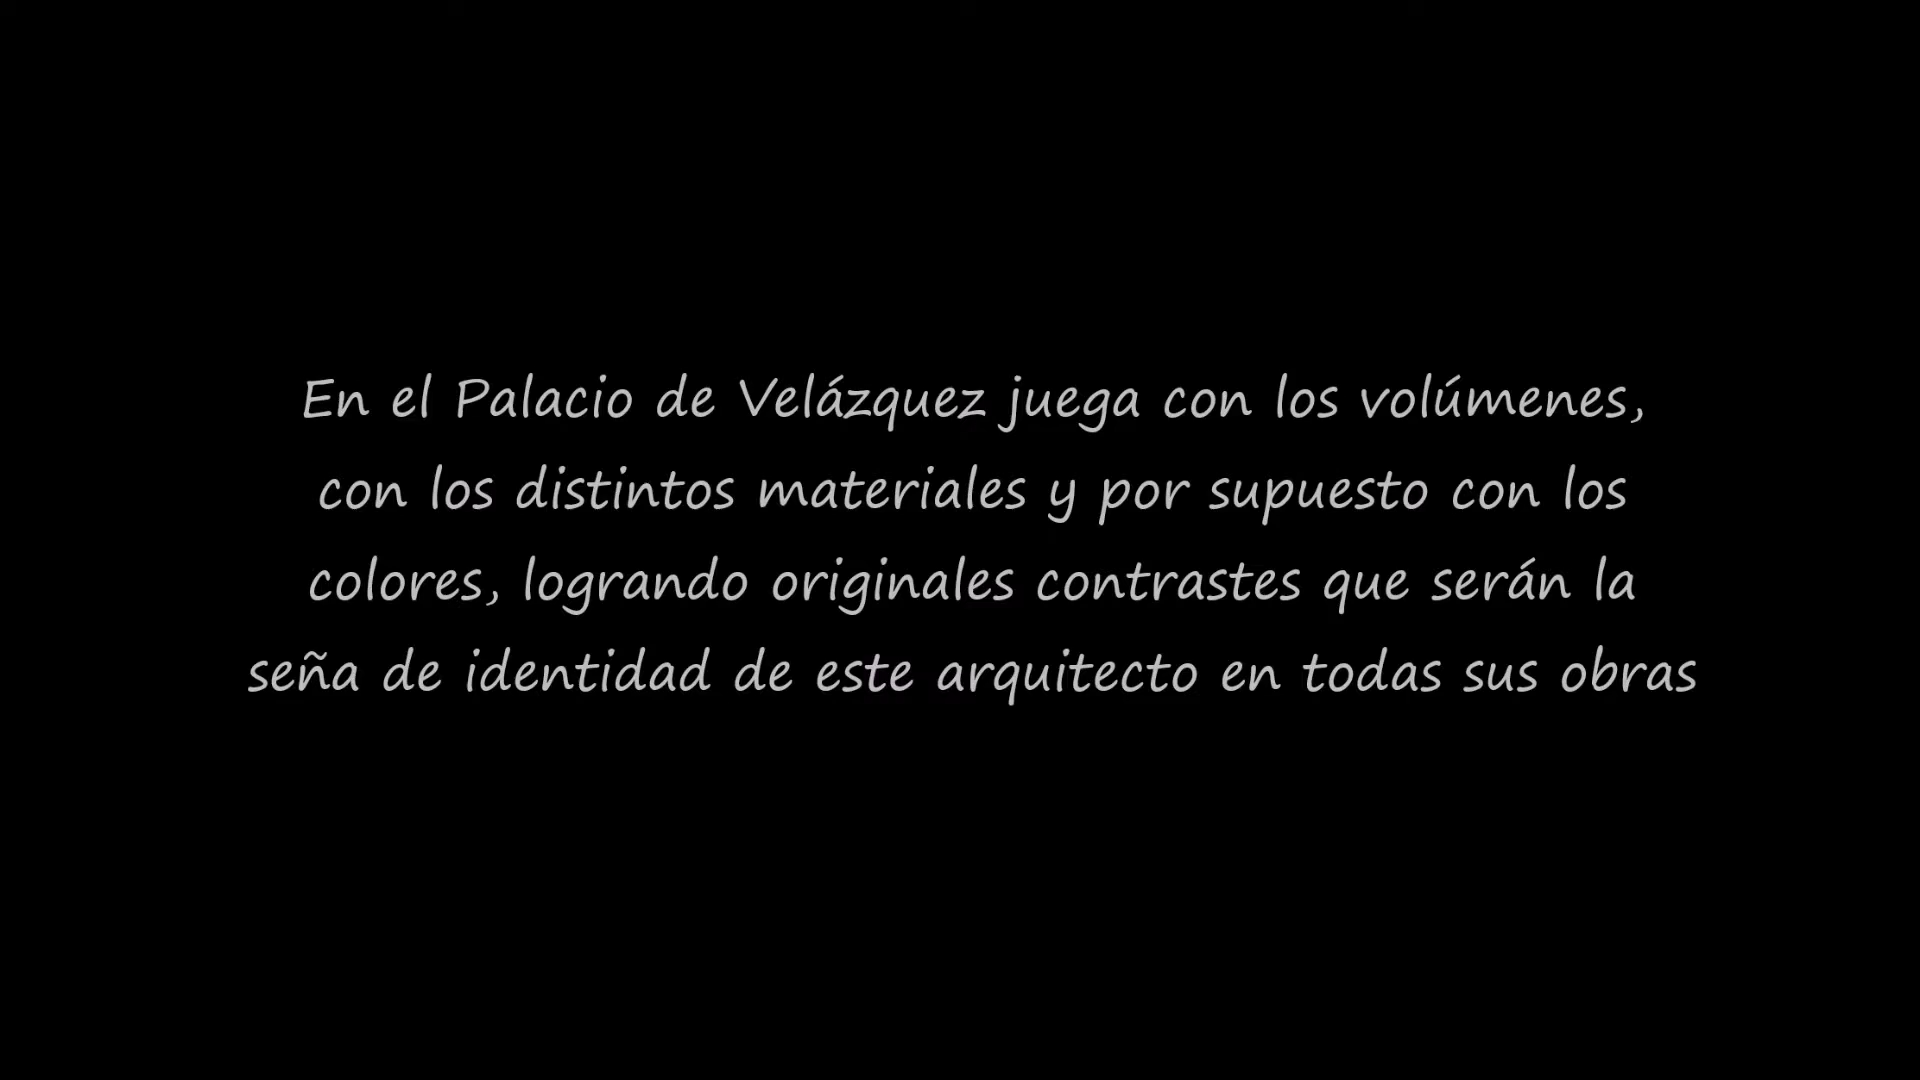 En el Palacio de Velázquez juega con los volúmenes,
con los distintos materiales y por supuesto con los
colores, logrando originales contrastes que serán la
seña de identidad de este arquitecto en todas sus obras